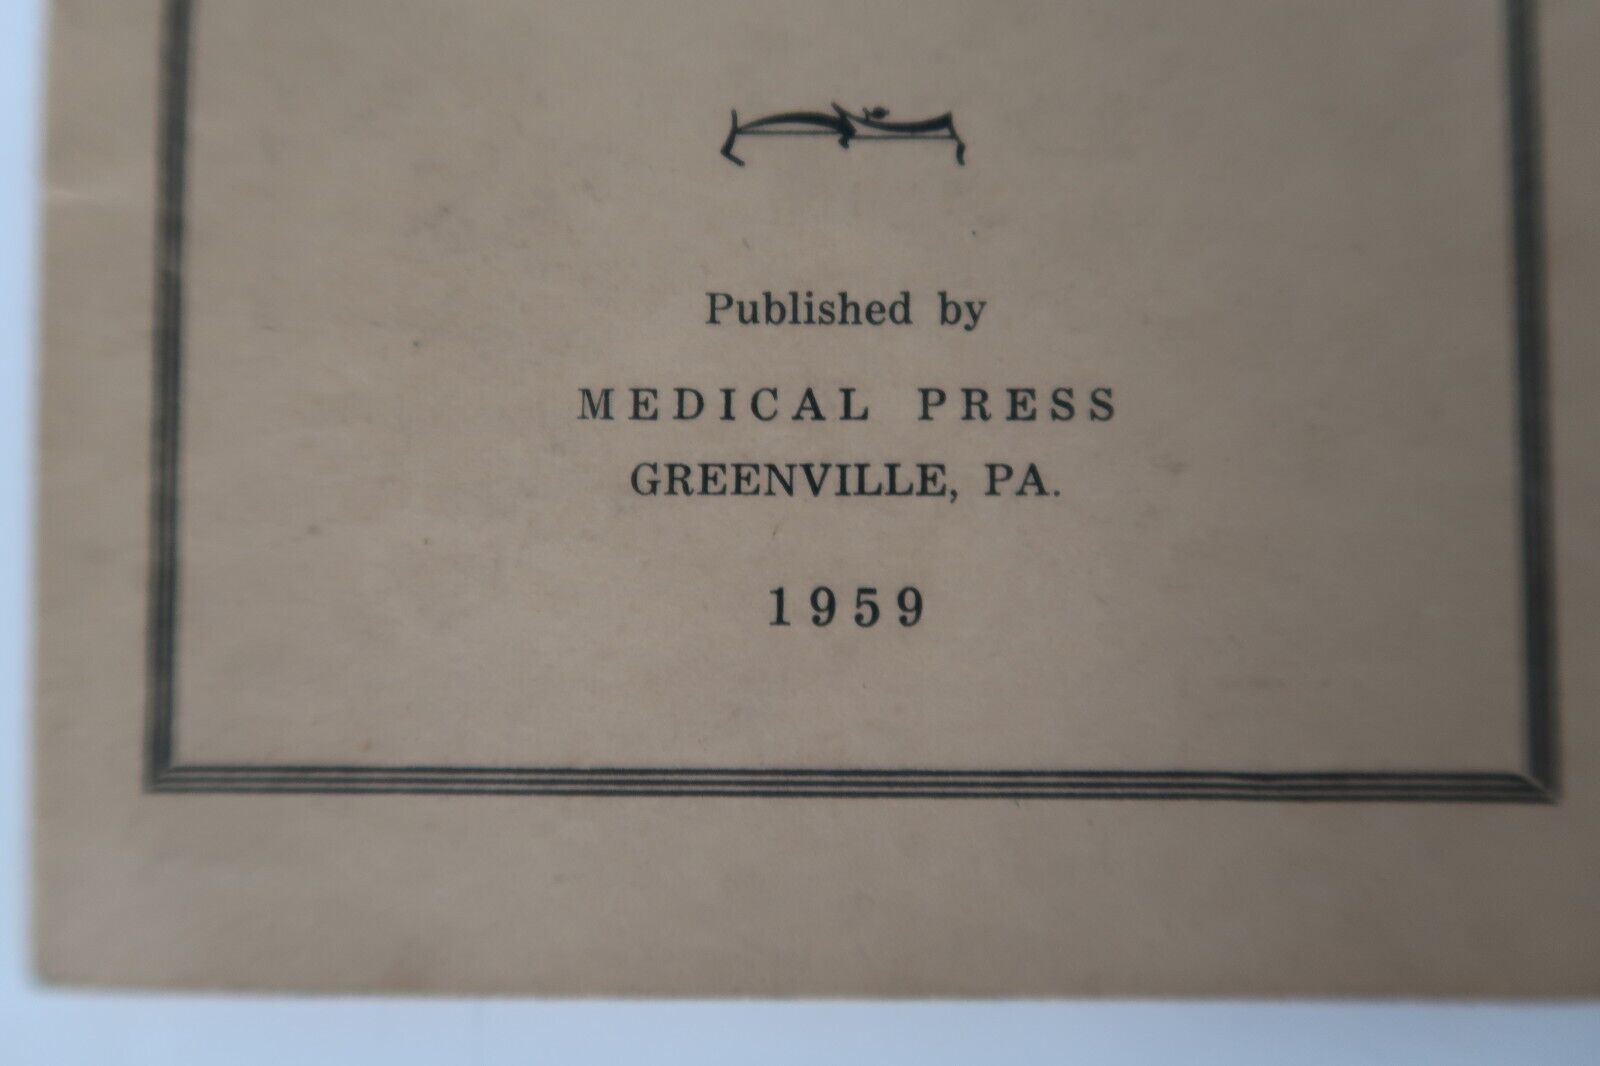 Published by
MEDICAL PRESS
GREENVILLE, PA.
1959